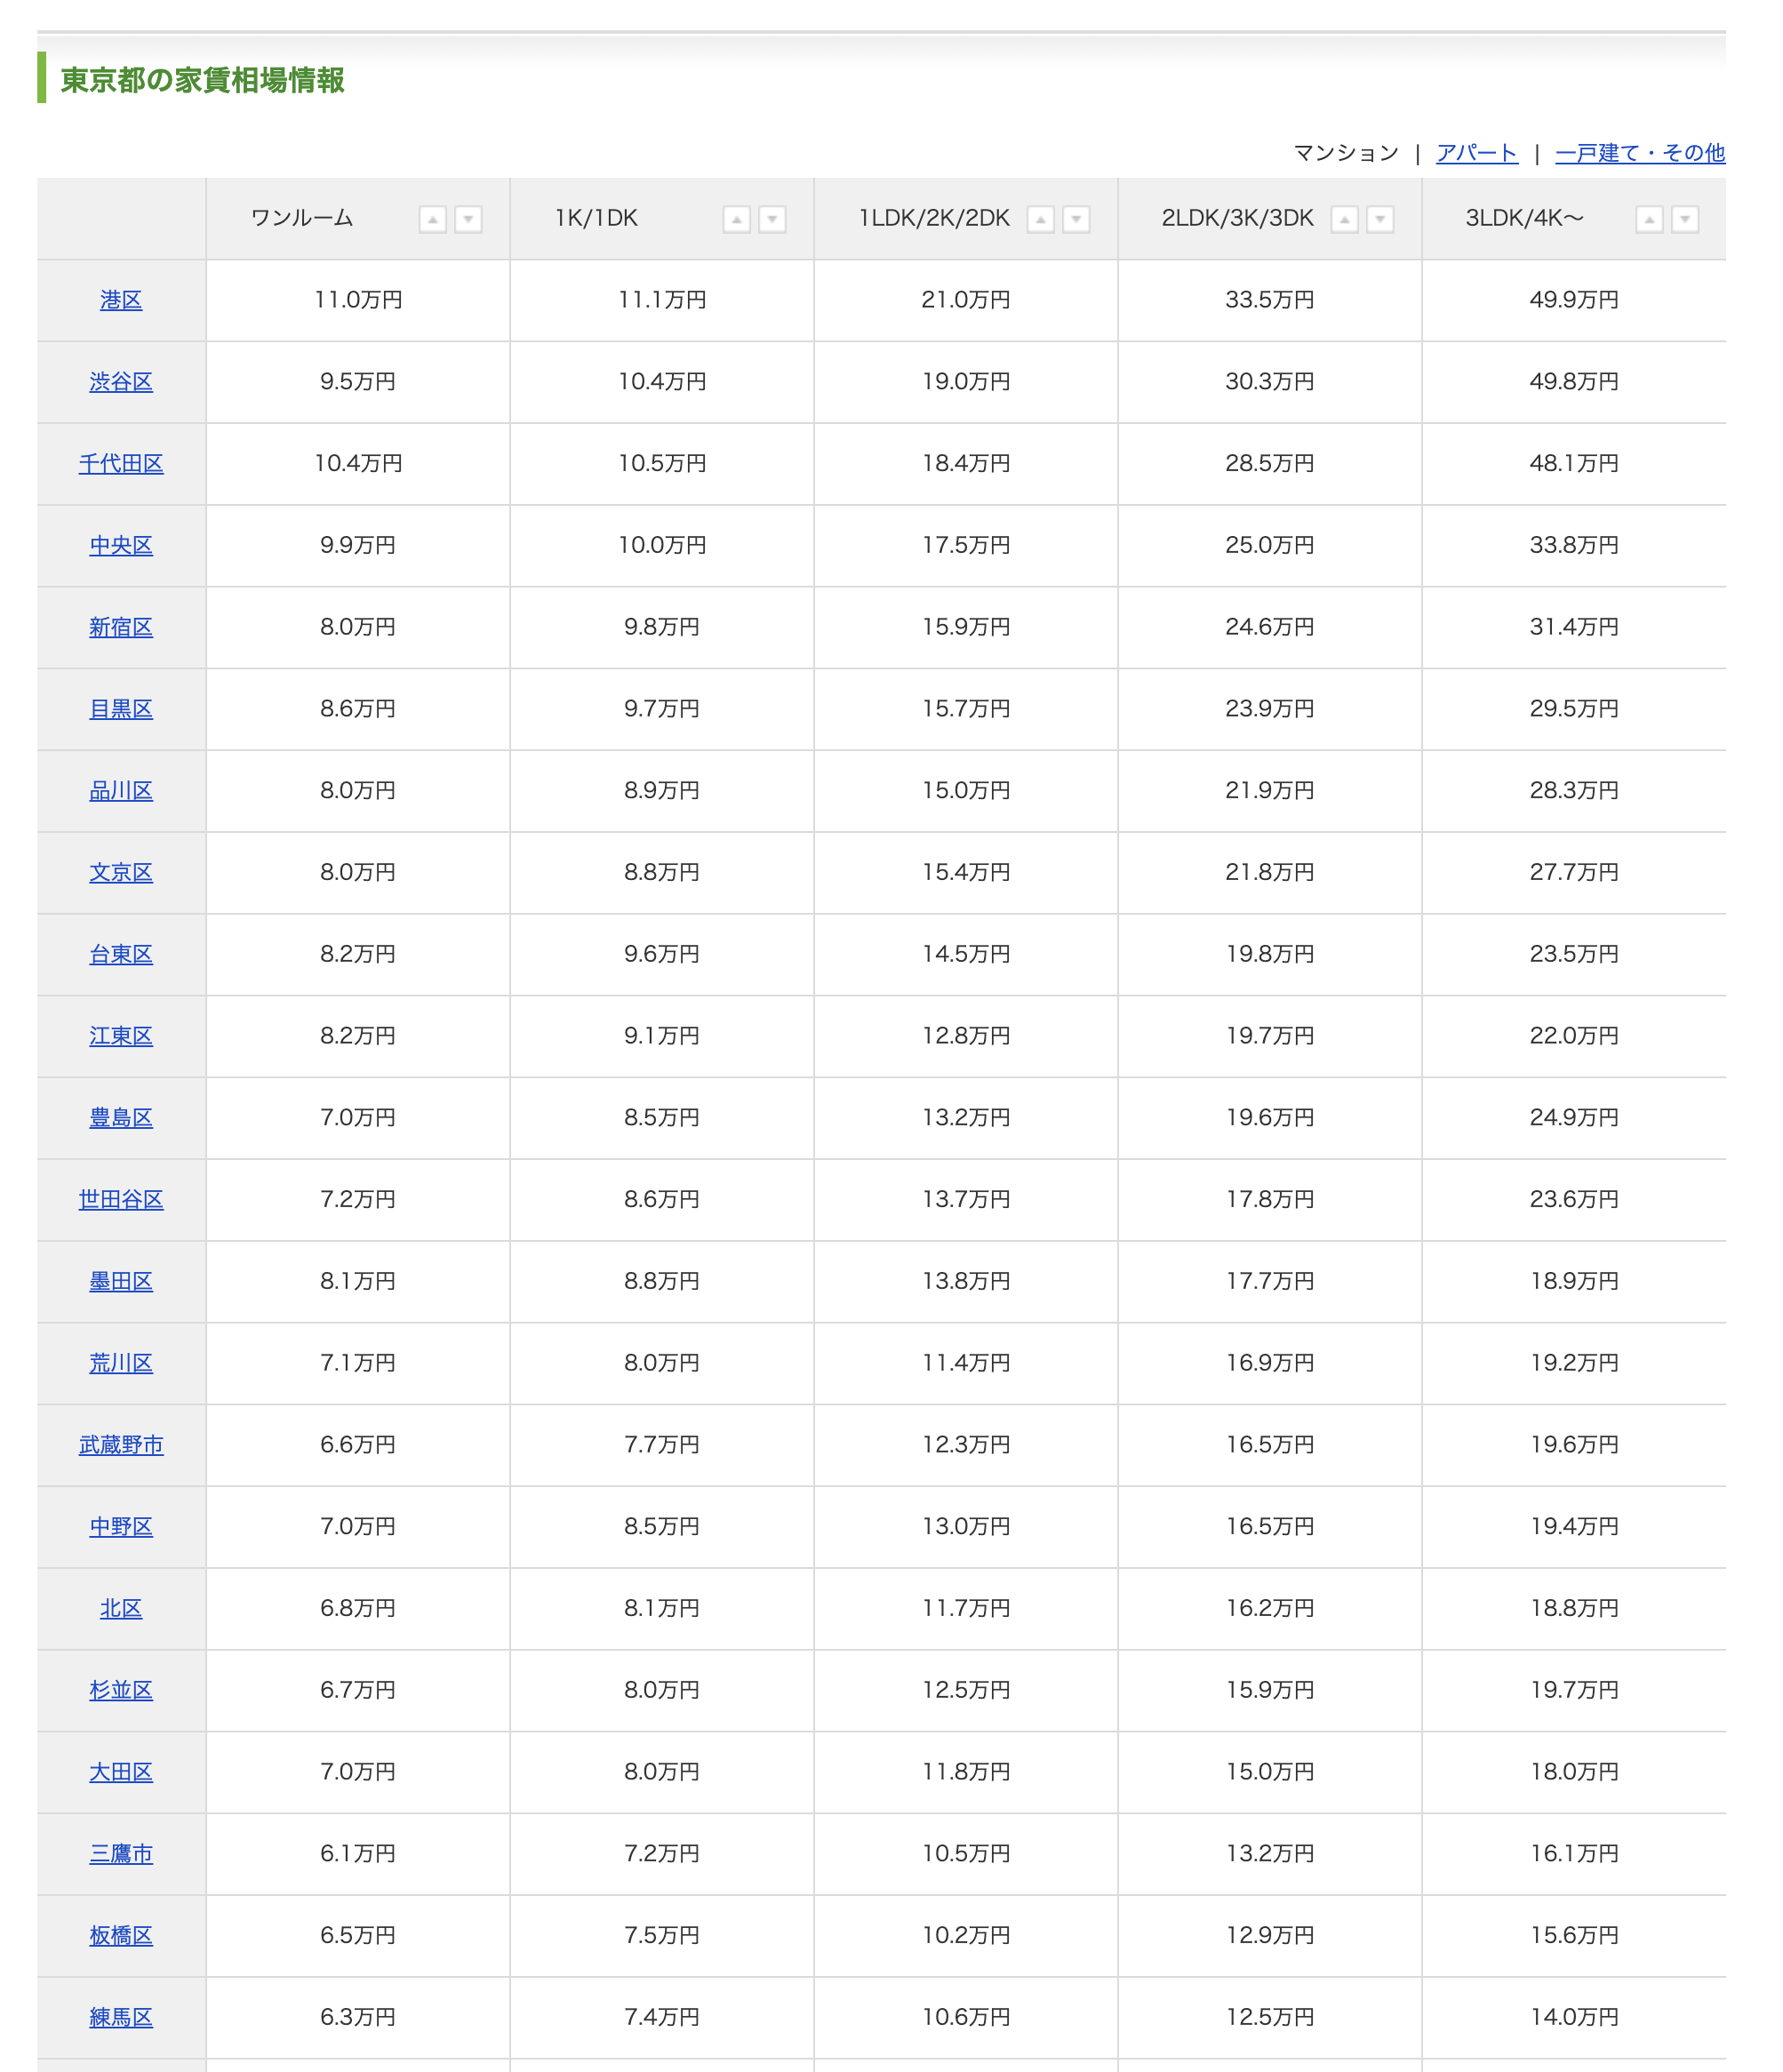 東京都の家賃相場情報
マンション | アパート | 一戸建て・その他
ワンルーム 1K/1DK 1LDK/2K/2DK 2LDK/3K/3DK 3LDK/4K〜
港区 11.0万円 11.1万円 21.0万円 33.5万円 49.9万円
渋谷区 9.5万円 10.4万円 19.0万円 30.3万円 49.8万円
千代田区 10.4万円 10.5万円 18.4万円 28.5万円 48.1万円
中央区 9.9万円 10.0万円 17.5万円 25.0万円 33.8万円
新宿区 8.0万円 9.8万円 15.9万円 24.6万円 31.4万円
目黒区 8.6万円 9.7万円 15.7万円 23.9万円 29.5万円
品川区 8.0万円 8.9万円 15.0万円 21.9万円 28.3万円
文京区 8.0万円 8.8万円 15.4万円 21.8万円 27.7万円
台東区 8.2万円 9.6万円 14.5万円 19.8万円 23.5万円
江東区 8.2万円 9.1万円 12.8万円 19.7万円 22.0万円
豊島区 7.0万円 8.5万円 13.2万円 19.6万円 24.9万円
世田谷区 7.2万円 8.6万円 13.7万円 17.8万円 23.6万円
墨田区 8.1万円 8.8万円 13.8万円 17.7万円 18.9万円
荒川区 7.1万円 8.0万円 11.4万円 16.9万円 19.2万円
武蔵野市 6.6万円 7.7万円 12.3万円 16.5万円 19.6万円
中野区 7.0万円 8.5万円 13.0万円 16.5万円 19.4万円
北区 6.8万円 8.1万円 11.7万円 16.2万円 18.8万円
杉並区 6.7万円 8.0万円 12.5万円 15.9万円 19.7万円
大田区 7.0万円 8.0万円 11.8万円 15.0万円 18.0万円
三鷹市 6.1万円 7.2万円 10.5万円 13.2万円 16.1万円
板橋区 6.5万円 7.5万円 10.2万円 12.9万円 15.6万円
練馬区 6.3万円 7.4万円 10.6万円 12.5万円 14.0万円